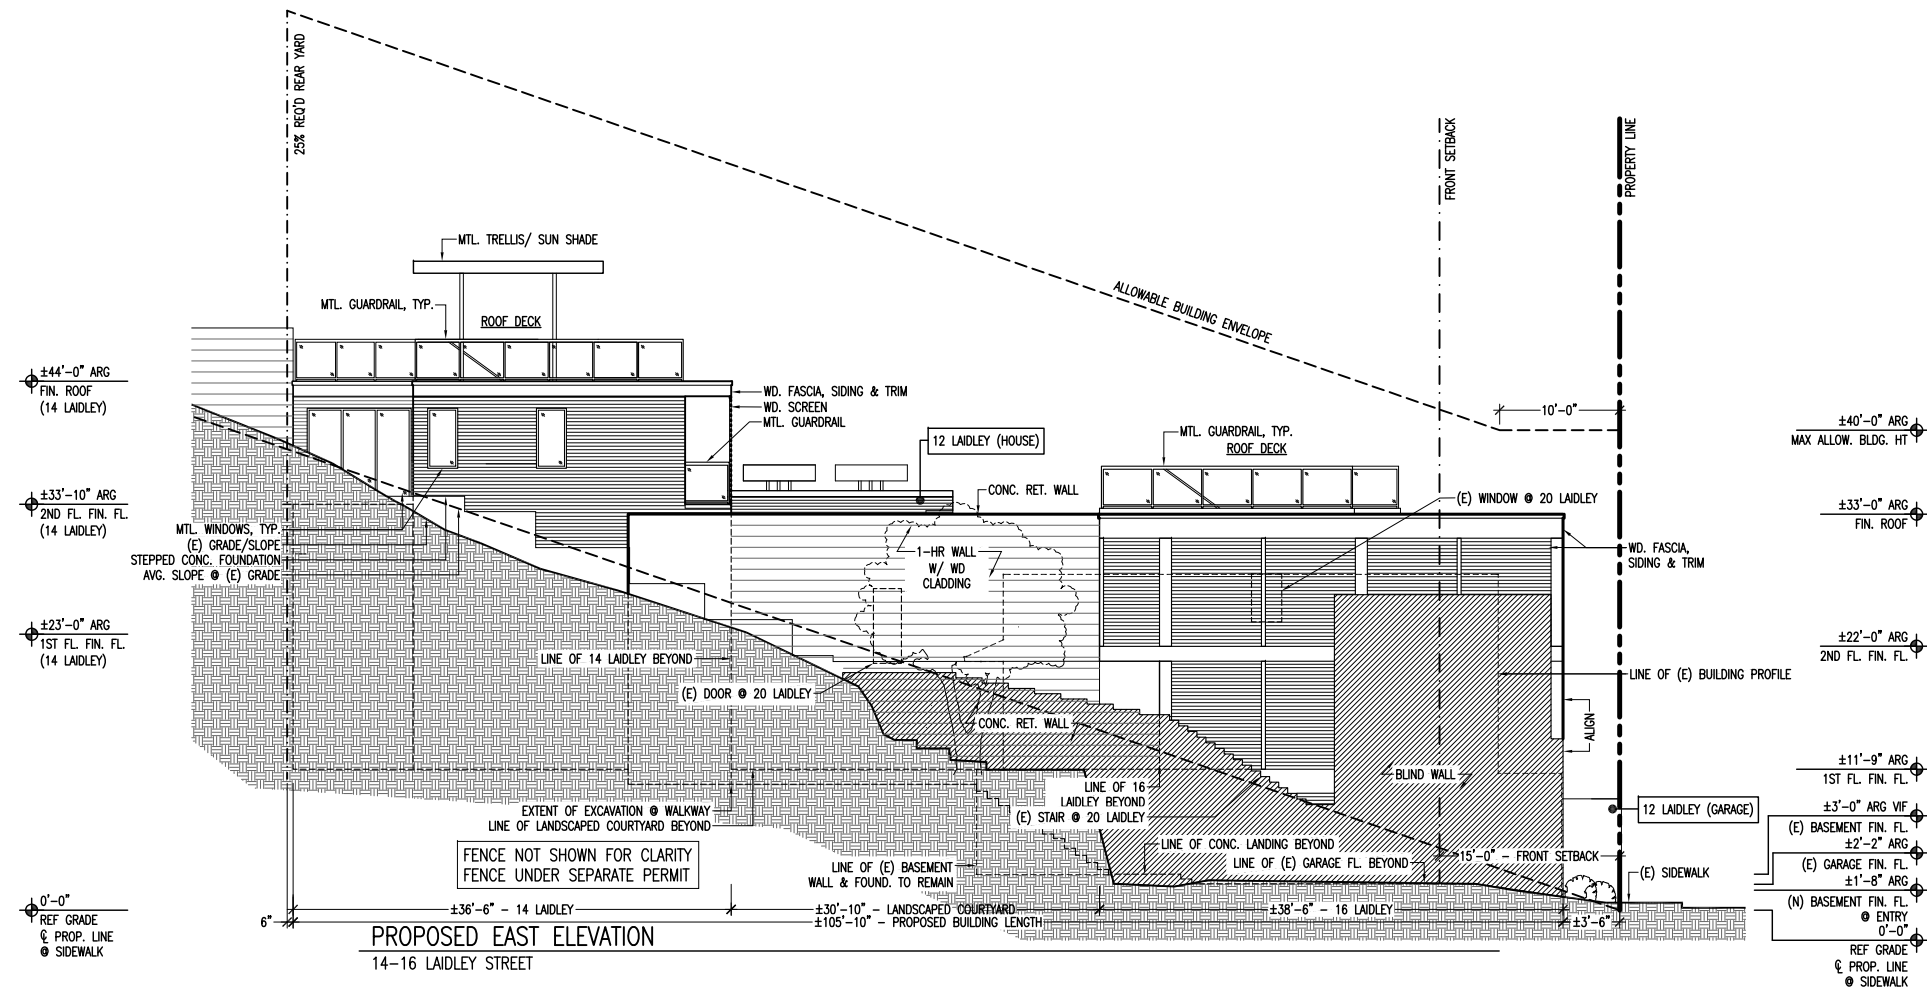 25% REQ'D REAR YARD
MTL. TRELLIS/ SUN SHADE
MTL. GUARDRAIL, TYP.
ROOF DECK
ALLOWABLE BUILDING ENVELOPE
FRONT SETBACK
PROPERTY LINE
10'-0"
±44'-0" ARG
FIN. ROOF
(14 LAIDLEY)
±33'-10" ARG
2ND FL. FIN. FL.
(14 LAIDLEY)
±23'-0" ARG
1ST FL. FIN. FL.
(14 LAIDLEY)
0'-0"
REF GRADE
℄ PROP. LINE
@ SIDEWALK
WD. FASCIA, SIDING & TRIM
WD. SCREEN
MTL. GUARDRAIL
12 LAIDLEY (HOUSE)
CONC. RET. WALL
MTL. GUARDRAIL, TYP.
ROOF DECK
(E) WINDOW @ 20 LAIDLEY
MTL. WINDOWS, TYP.
(E) GRADE/SLOPE
STEPPED CONC. FOUNDATION
AVG. SLOPE @ (E) GRADE
1-HR WALL
W/ WD
CLADDING
WD. FASCIA,
SIDING & TRIM
LINE OF 14 LAIDLEY BEYOND
(E) DOOR @ 20 LAIDLEY
CONC. RET. WALL
LINE OF (E) BUILDING PROFILE
ALIGN
BLIND WALL
LINE OF 16
LAIDLEY BEYOND
(E) STAIR @ 20 LAIDLEY
EXTENT OF EXCAVATION @ WALKWAY
LINE OF LANDSCAPED COURTYARD BEYOND
12 LAIDLEY (GARAGE)
FENCE NOT SHOWN FOR CLARITY
FENCE UNDER SEPARATE PERMIT
LINE OF (E) BASEMENT
WALL & FOUND. TO REMAIN
LINE OF CONC. LANDING BEYOND
LINE OF (E) GARAGE FL. BEYOND
15'-0" - FRONT SETBACK
(E) SIDEWALK
±40'-0" ARG
MAX ALLOW. BLDG. HT
±33'-0" ARG
FIN. ROOF
±22'-0" ARG
2ND FL. FIN. FL.
±11'-9" ARG
1ST FL. FIN. FL.
±3'-0" ARG VIF
(E) BASEMENT FIN. FL.
±2'-2" ARG
(E) GARAGE FIN. FL.
±1'-8" ARG
(N) BASEMENT FIN. FL.
@ ENTRY
0'-0"
REF GRADE
℄ PROP. LINE
@ SIDEWALK
6"
±36'-6" - 14 LAIDLEY
±30'-10" - LANDSCAPED COURTYARD
±38'-6" - 16 LAIDLEY
±3'-6"
±105'-10" - PROPOSED BUILDING LENGTH
PROPOSED EAST ELEVATION
14-16 LAIDLEY STREET